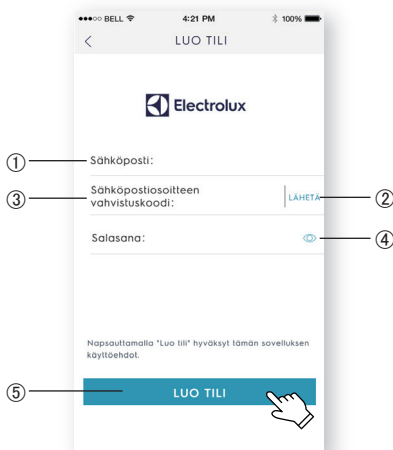 BELL 4:21 PM 100%
LUO TILI
Electrolux
① Sähköposti:
③ Sähköpostiosoitteen
vahvistuskoodi:
LÄHETÄ ②
Salasana: ④
Napsauttamalla "Luo tili" hyväksyt tämän sovelluksen
käyttöehdot.
⑤ LUO TILI